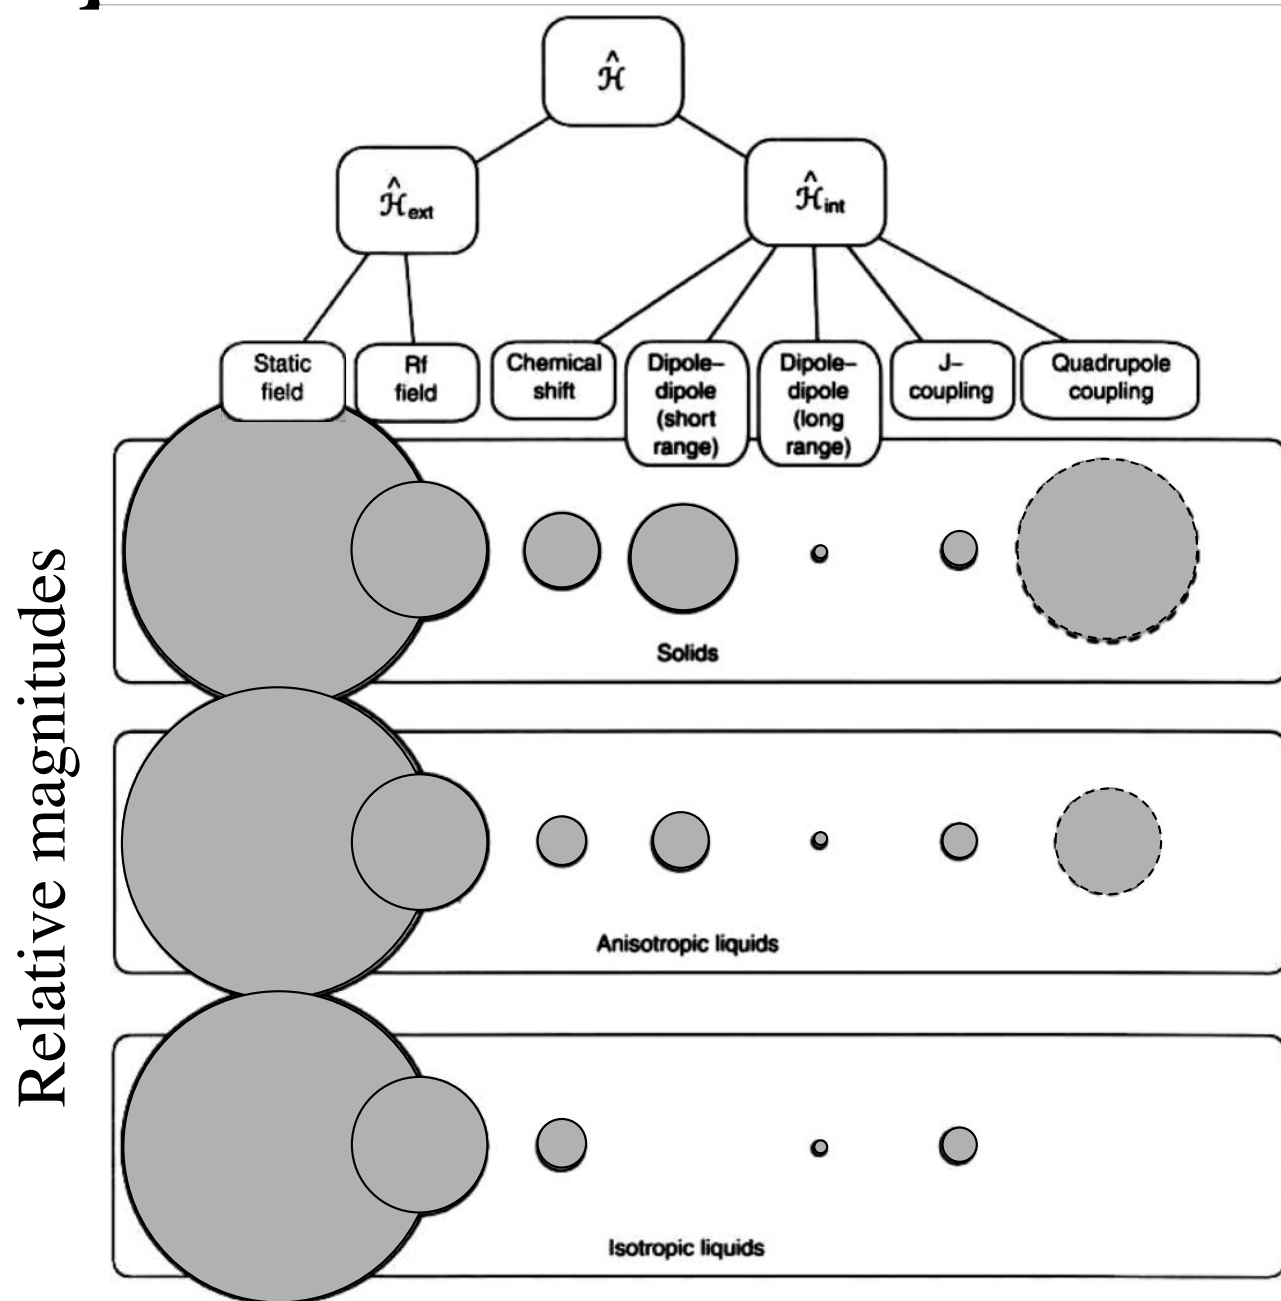 Ĥ
Ĥext
Ĥint
Static
field
Rf
field
Chemical
shift
Dipole–
dipole
(short
range)
Dipole–
dipole
(long
range)
J–
coupling
Quadrupole
coupling
Solids
Anisotropic liquids
Isotropic liquids
Relative magnitudes